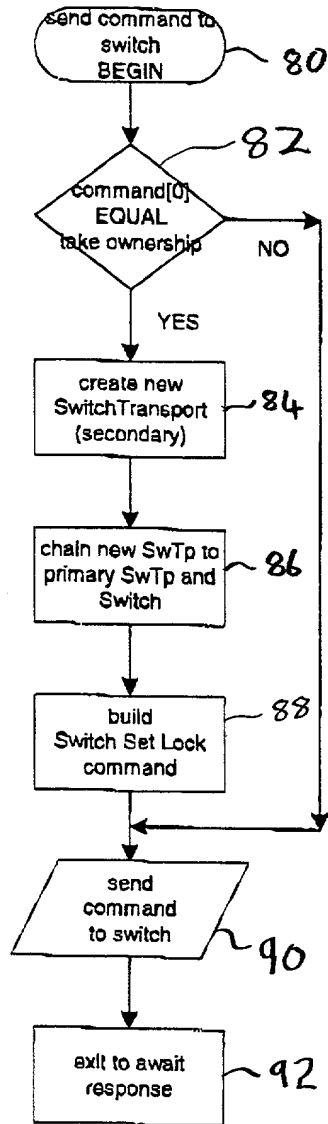 send command to
switch
BEGIN
80
82
command[0]
EQUAL
take ownership
NO
YES
create new
SwitchTransport
(secondary)
84
chain new SwTp to
primary SwTp and
Switch
86
build
Switch Set Lock
command
88
send
command
to switch
90
exit to await
response
92